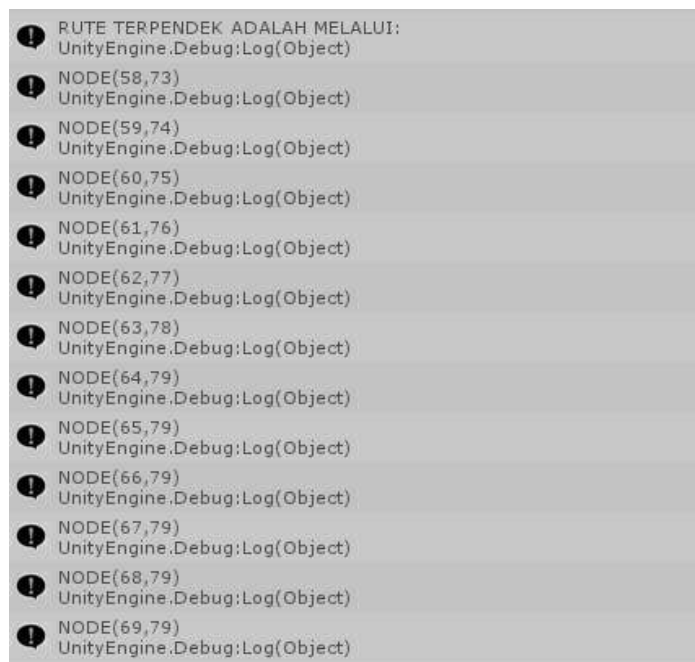 RUTE TERPENDEK ADALAH MELALUI:
UnityEngine.Debug:Log(Object)
NODE(58,73)
UnityEngine.Debug:Log(Object)
NODE(59,74)
UnityEngine.Debug:Log(Object)
NODE(60,75)
UnityEngine.Debug:Log(Object)
NODE(61,76)
UnityEngine.Debug:Log(Object)
NODE(62,77)
UnityEngine.Debug:Log(Object)
NODE(63,78)
UnityEngine.Debug:Log(Object)
NODE(64,79)
UnityEngine.Debug:Log(Object)
NODE(65,79)
UnityEngine.Debug:Log(Object)
NODE(66,79)
UnityEngine.Debug:Log(Object)
NODE(67,79)
UnityEngine.Debug:Log(Object)
NODE(68,79)
UnityEngine.Debug:Log(Object)
NODE(69,79)
UnityEngine.Debug:Log(Object)